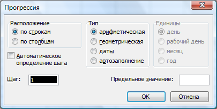 Прогрессия
Расположение
по строкам
по столбцам
Автоматическое определение шага
Тип
арифметическая
геометрическая
даты
автозаполнение
Единицы
день
рабочий день
месяц
год
Шаг:
1
Предельное значение:
OK
Отмена